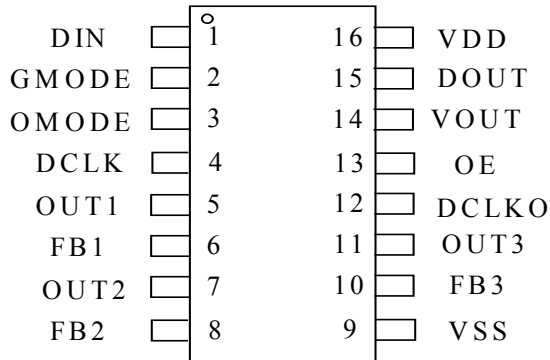 DIN 1 16 VDD
GMODE 2 15 DOUT
OMODE 3 14 VOUT
DCLK 4 13 OE
OUT1 5 12 DCLKO
FB1 6 11 OUT3
OUT2 7 10 FB3
FB2 8 9 VSS